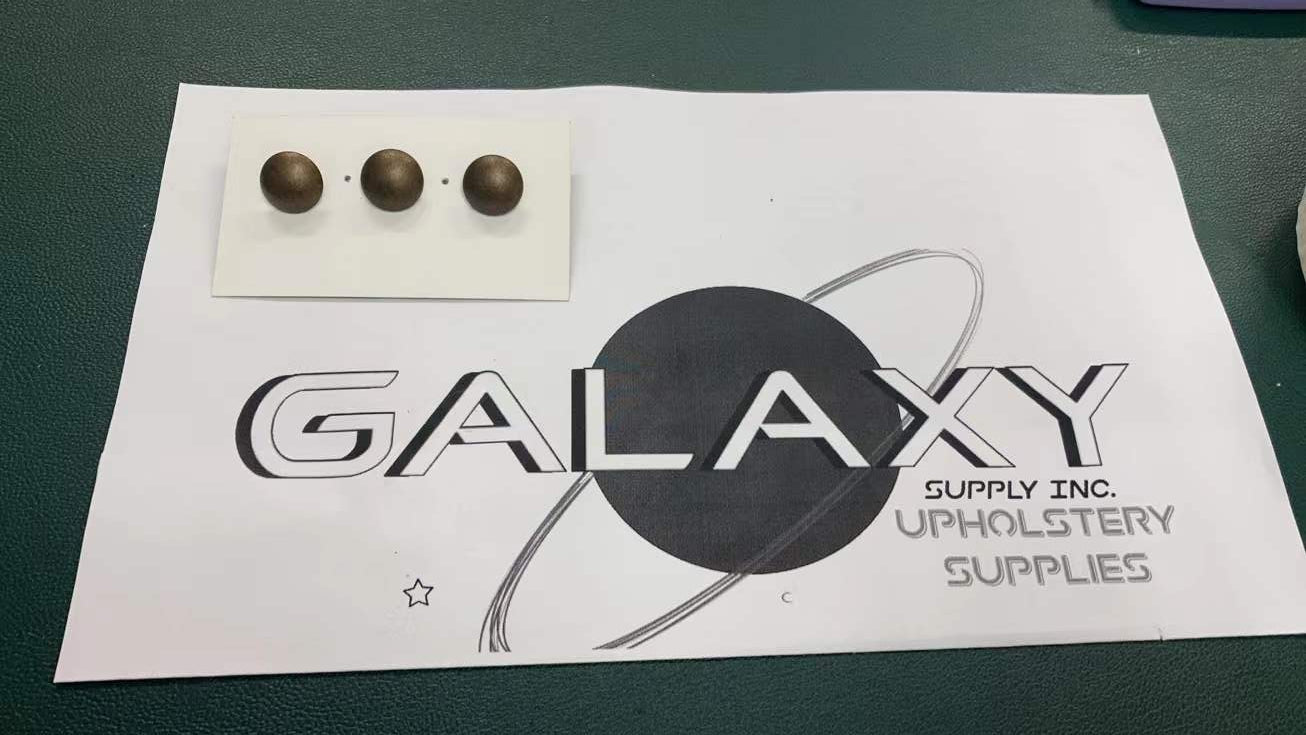 GALAXY
SUPPLY INC.
UPHOLSTERY
SUPPLIES